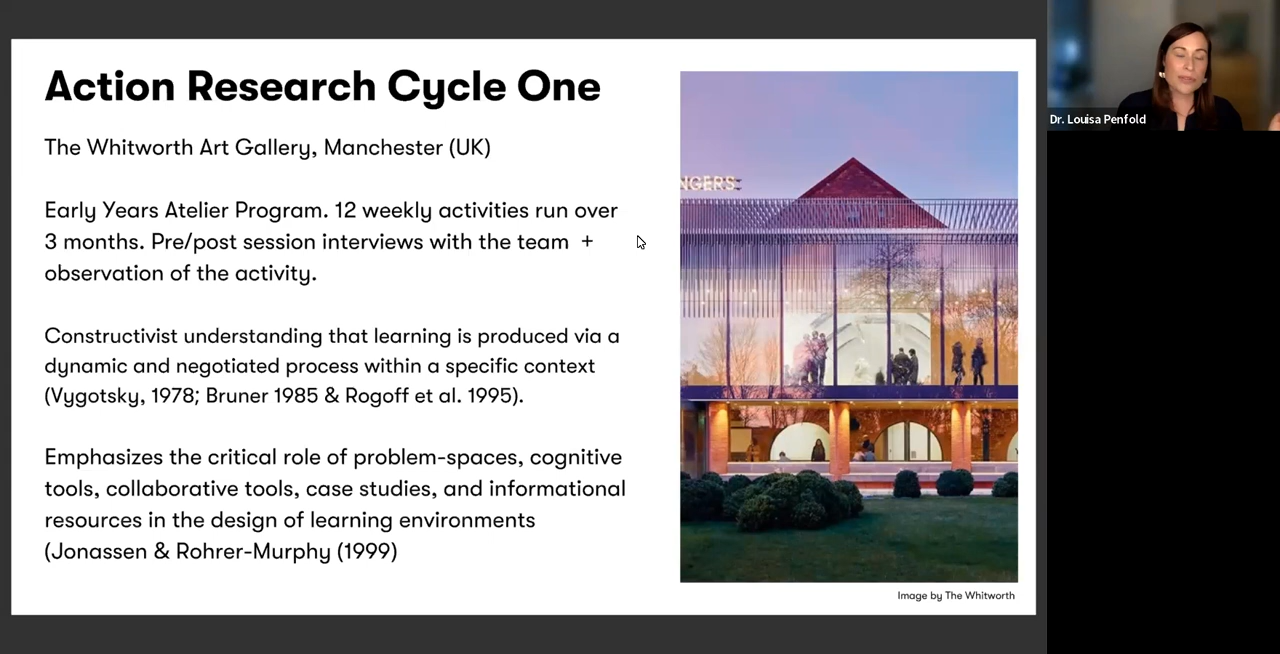 Action Research Cycle One
The Whitworth Art Gallery, Manchester (UK)
Early Years Atelier Program. 12 weekly activities run over
3 months. Pre/post session interviews with the team +
observation of the activity.
Constructivist understanding that learning is produced via a
dynamic and negotiated process within a specific context
(Vygotsky, 1978; Bruner 1985 & Rogoff et al. 1995).
Emphasizes the critical role of problem-spaces, cognitive
tools, collaborative tools, case studies, and informational
resources in the design of learning environments
(Jonassen & Rohrer-Murphy (1999)
NGERS
Image by The Whitworth
Dr. Louisa Penfold